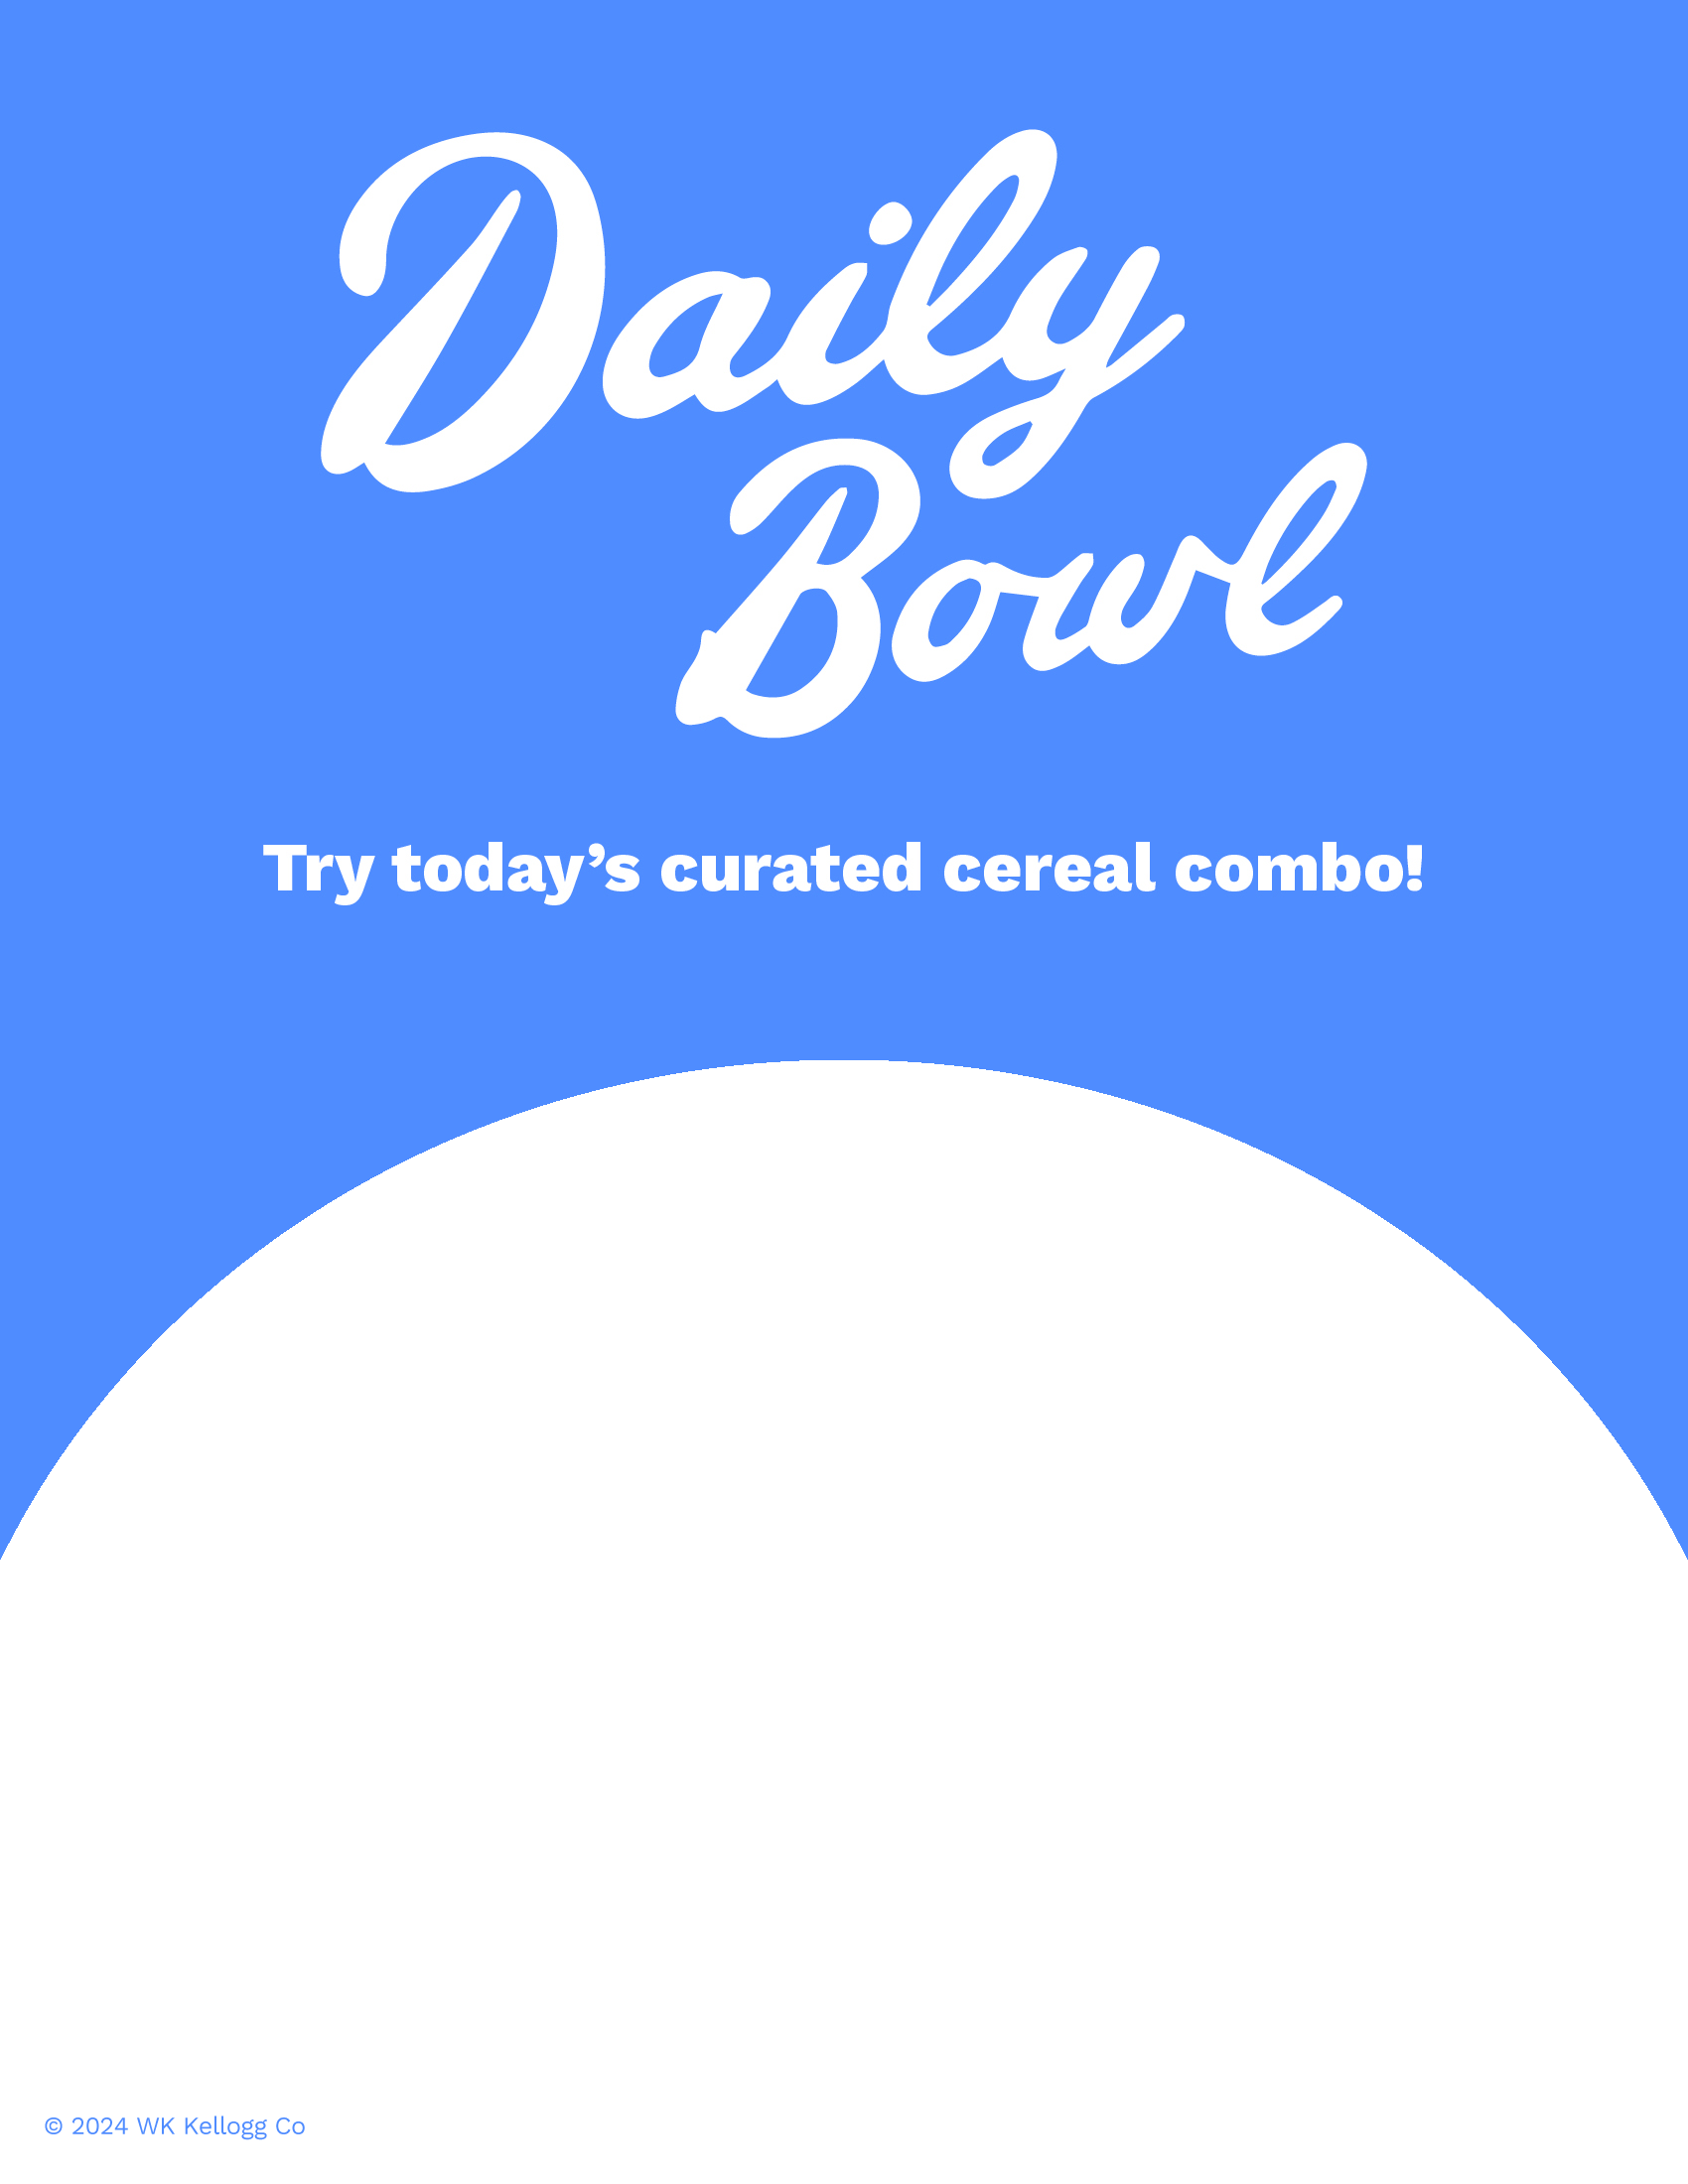 Daily
Bowl
Try today’s curated cereal combo!
© 2024 WK Kellogg Co